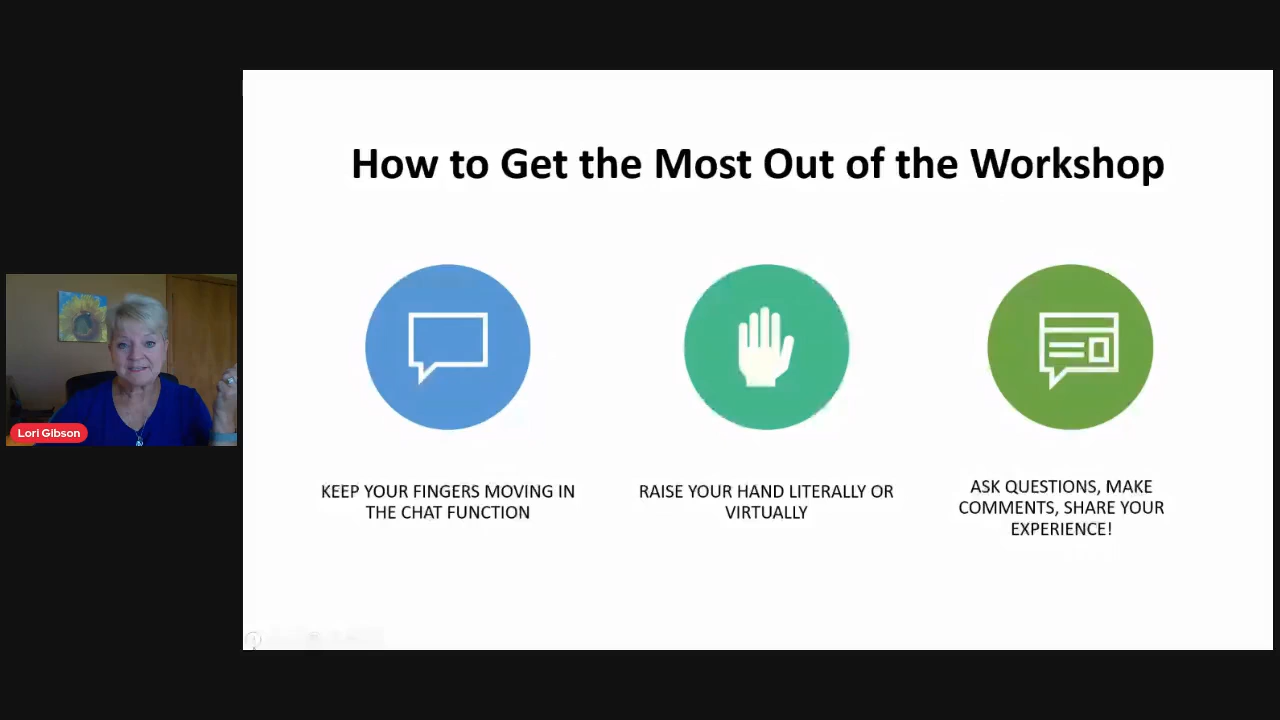 How to Get the Most Out of the Workshop
Lori Gibson
KEEP YOUR FINGERS MOVING IN
THE CHAT FUNCTION
RAISE YOUR HAND LITERALLY OR
VIRTUALLY
ASK QUESTIONS, MAKE
COMMENTS, SHARE YOUR
EXPERIENCE!